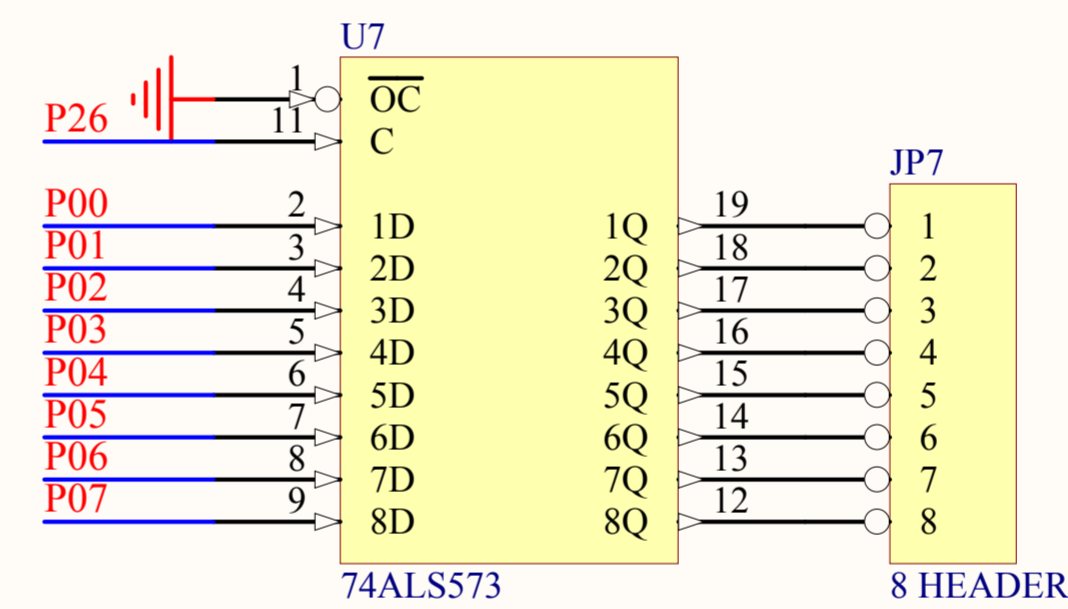 U7
1
OC
P26
11
C
JP7
P00
2
1D
1Q
19
1
P01
3
2D
2Q
18
2
P02
4
3D
3Q
17
3
P03
5
4D
4Q
16
4
P04
6
5D
5Q
15
5
P05
7
6D
6Q
14
6
P06
8
7D
7Q
13
7
P07
9
8D
8Q
12
8
74ALS573
8 HEADER